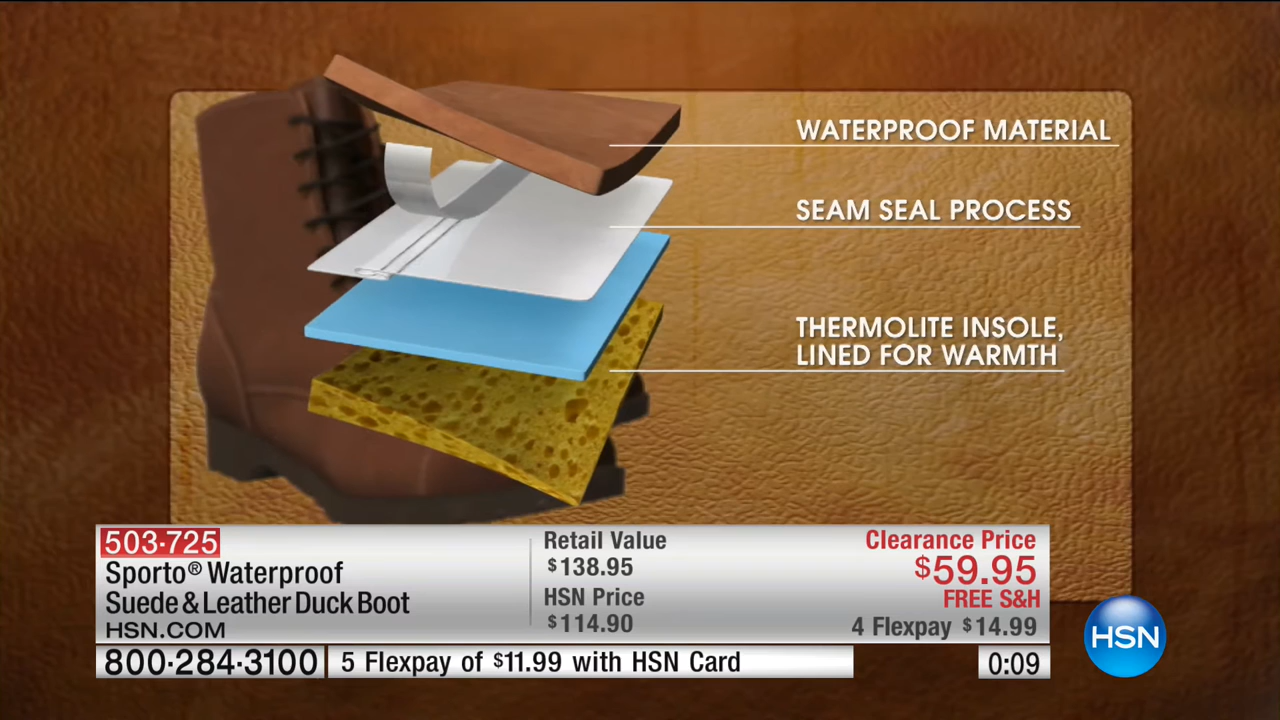 WATERPROOF MATERIAL
SEAM SEAL PROCESS
THERMOLITE INSOLE,
LINED FOR WARMTH
503·725
Sporto® Waterproof
Suede & Leather Duck Boot
HSN.COM
Retail Value
$138.95
HSN Price
$114.90
Clearance Price
$59.95
FREE S&H
4 Flexpay $14.99
800·284·3100
5 Flexpay of $11.99 with HSN Card
0:09
HSN